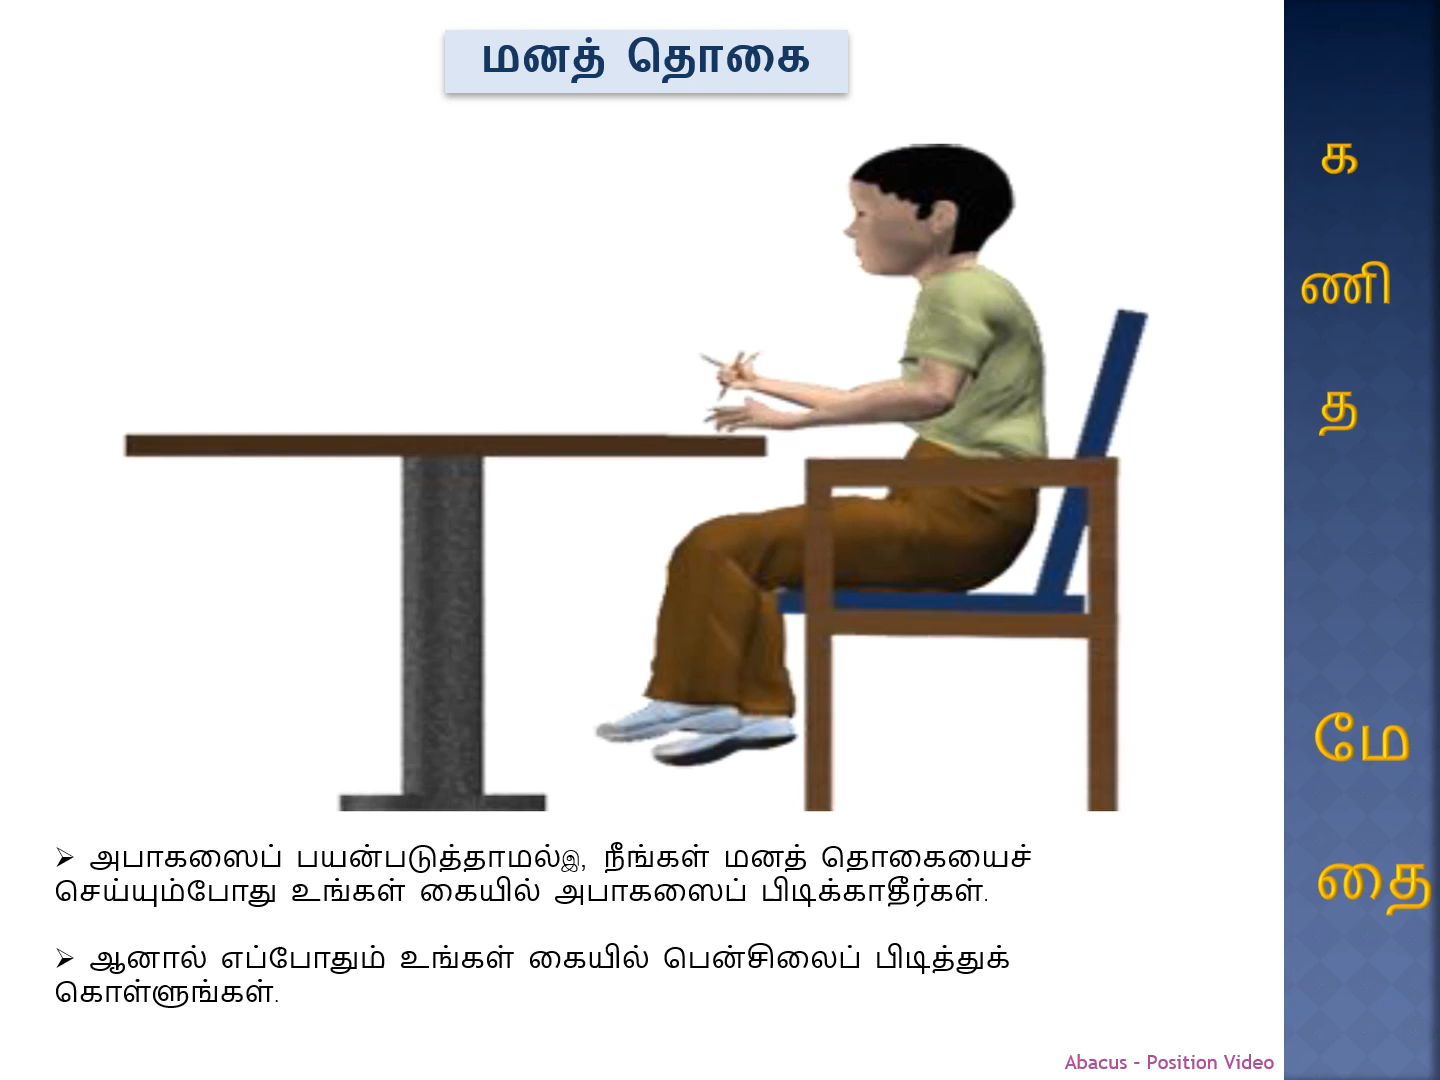 மனத் தொகை
➢ அபாகஸைப் பயன்படுத்தாமல்இ, நீங்கள் மனத் தொகையைச்
செய்யும்போது உங்கள் கையில் அபாகஸைப் பிடிக்காதீர்கள்.
➢ ஆனால் எப்போதும் உங்கள் கையில் பென்சிலைப் பிடித்துக்
கொள்ளுங்கள்.
Abacus – Position Video
க
ணி
த
மே
தை